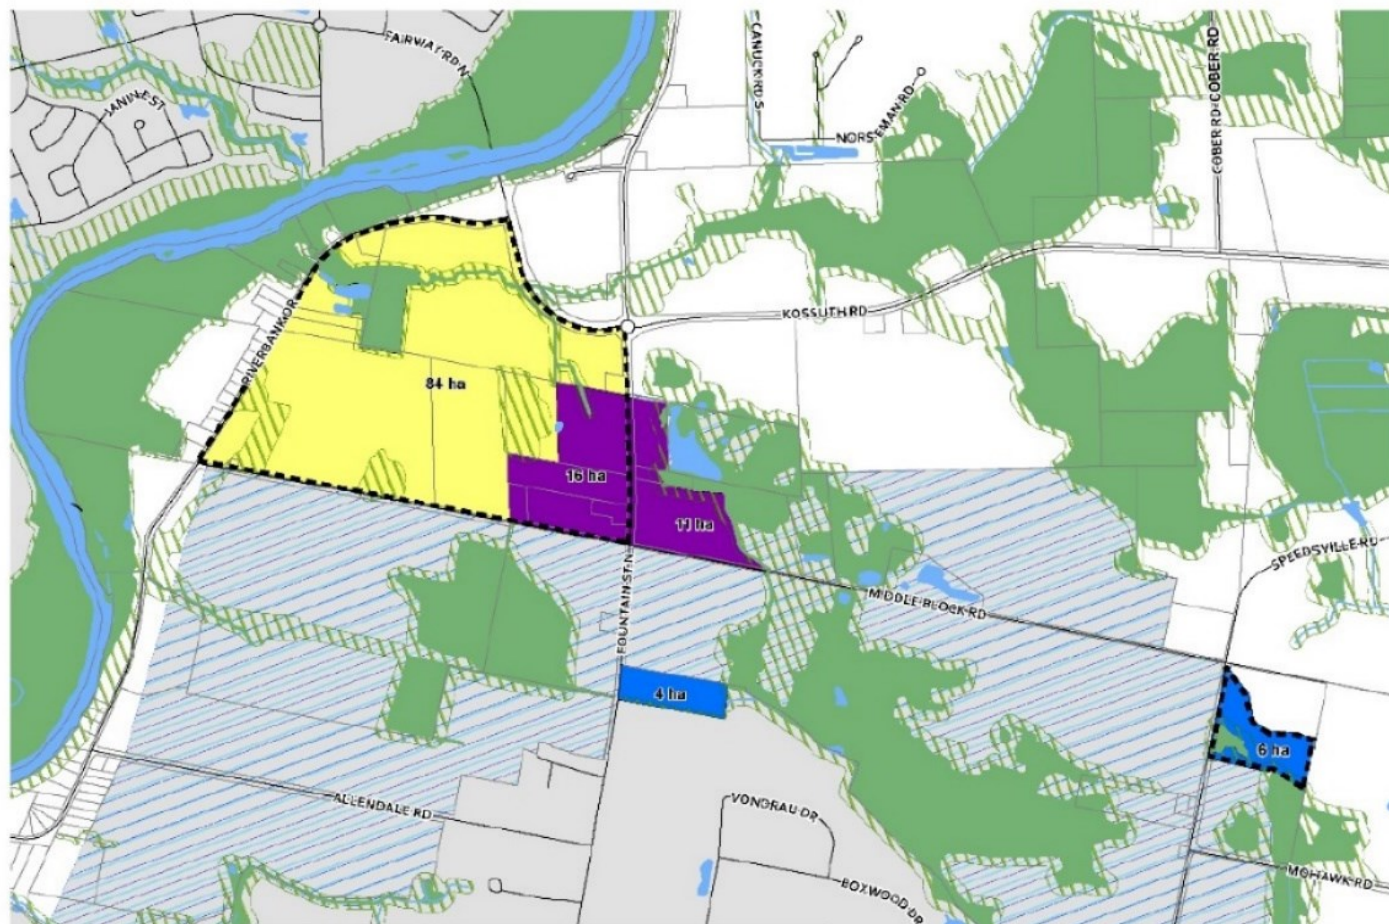 FAIRWAY RD N
CANUCK RD S
COBER RD
COBER RD
JANINE ST
NORSEMAN RD
KOSSUTH RD
RIVERBANK DR
84 ha
16 ha
11 ha
SPEEDSVILLE RD
MIDDLE BLOCK RD
FOUNTAIN ST N
4 ha
6 ha
ALLENDALE RD
VONDRAU DR
BOXWOOD DR
MOHAWK RD